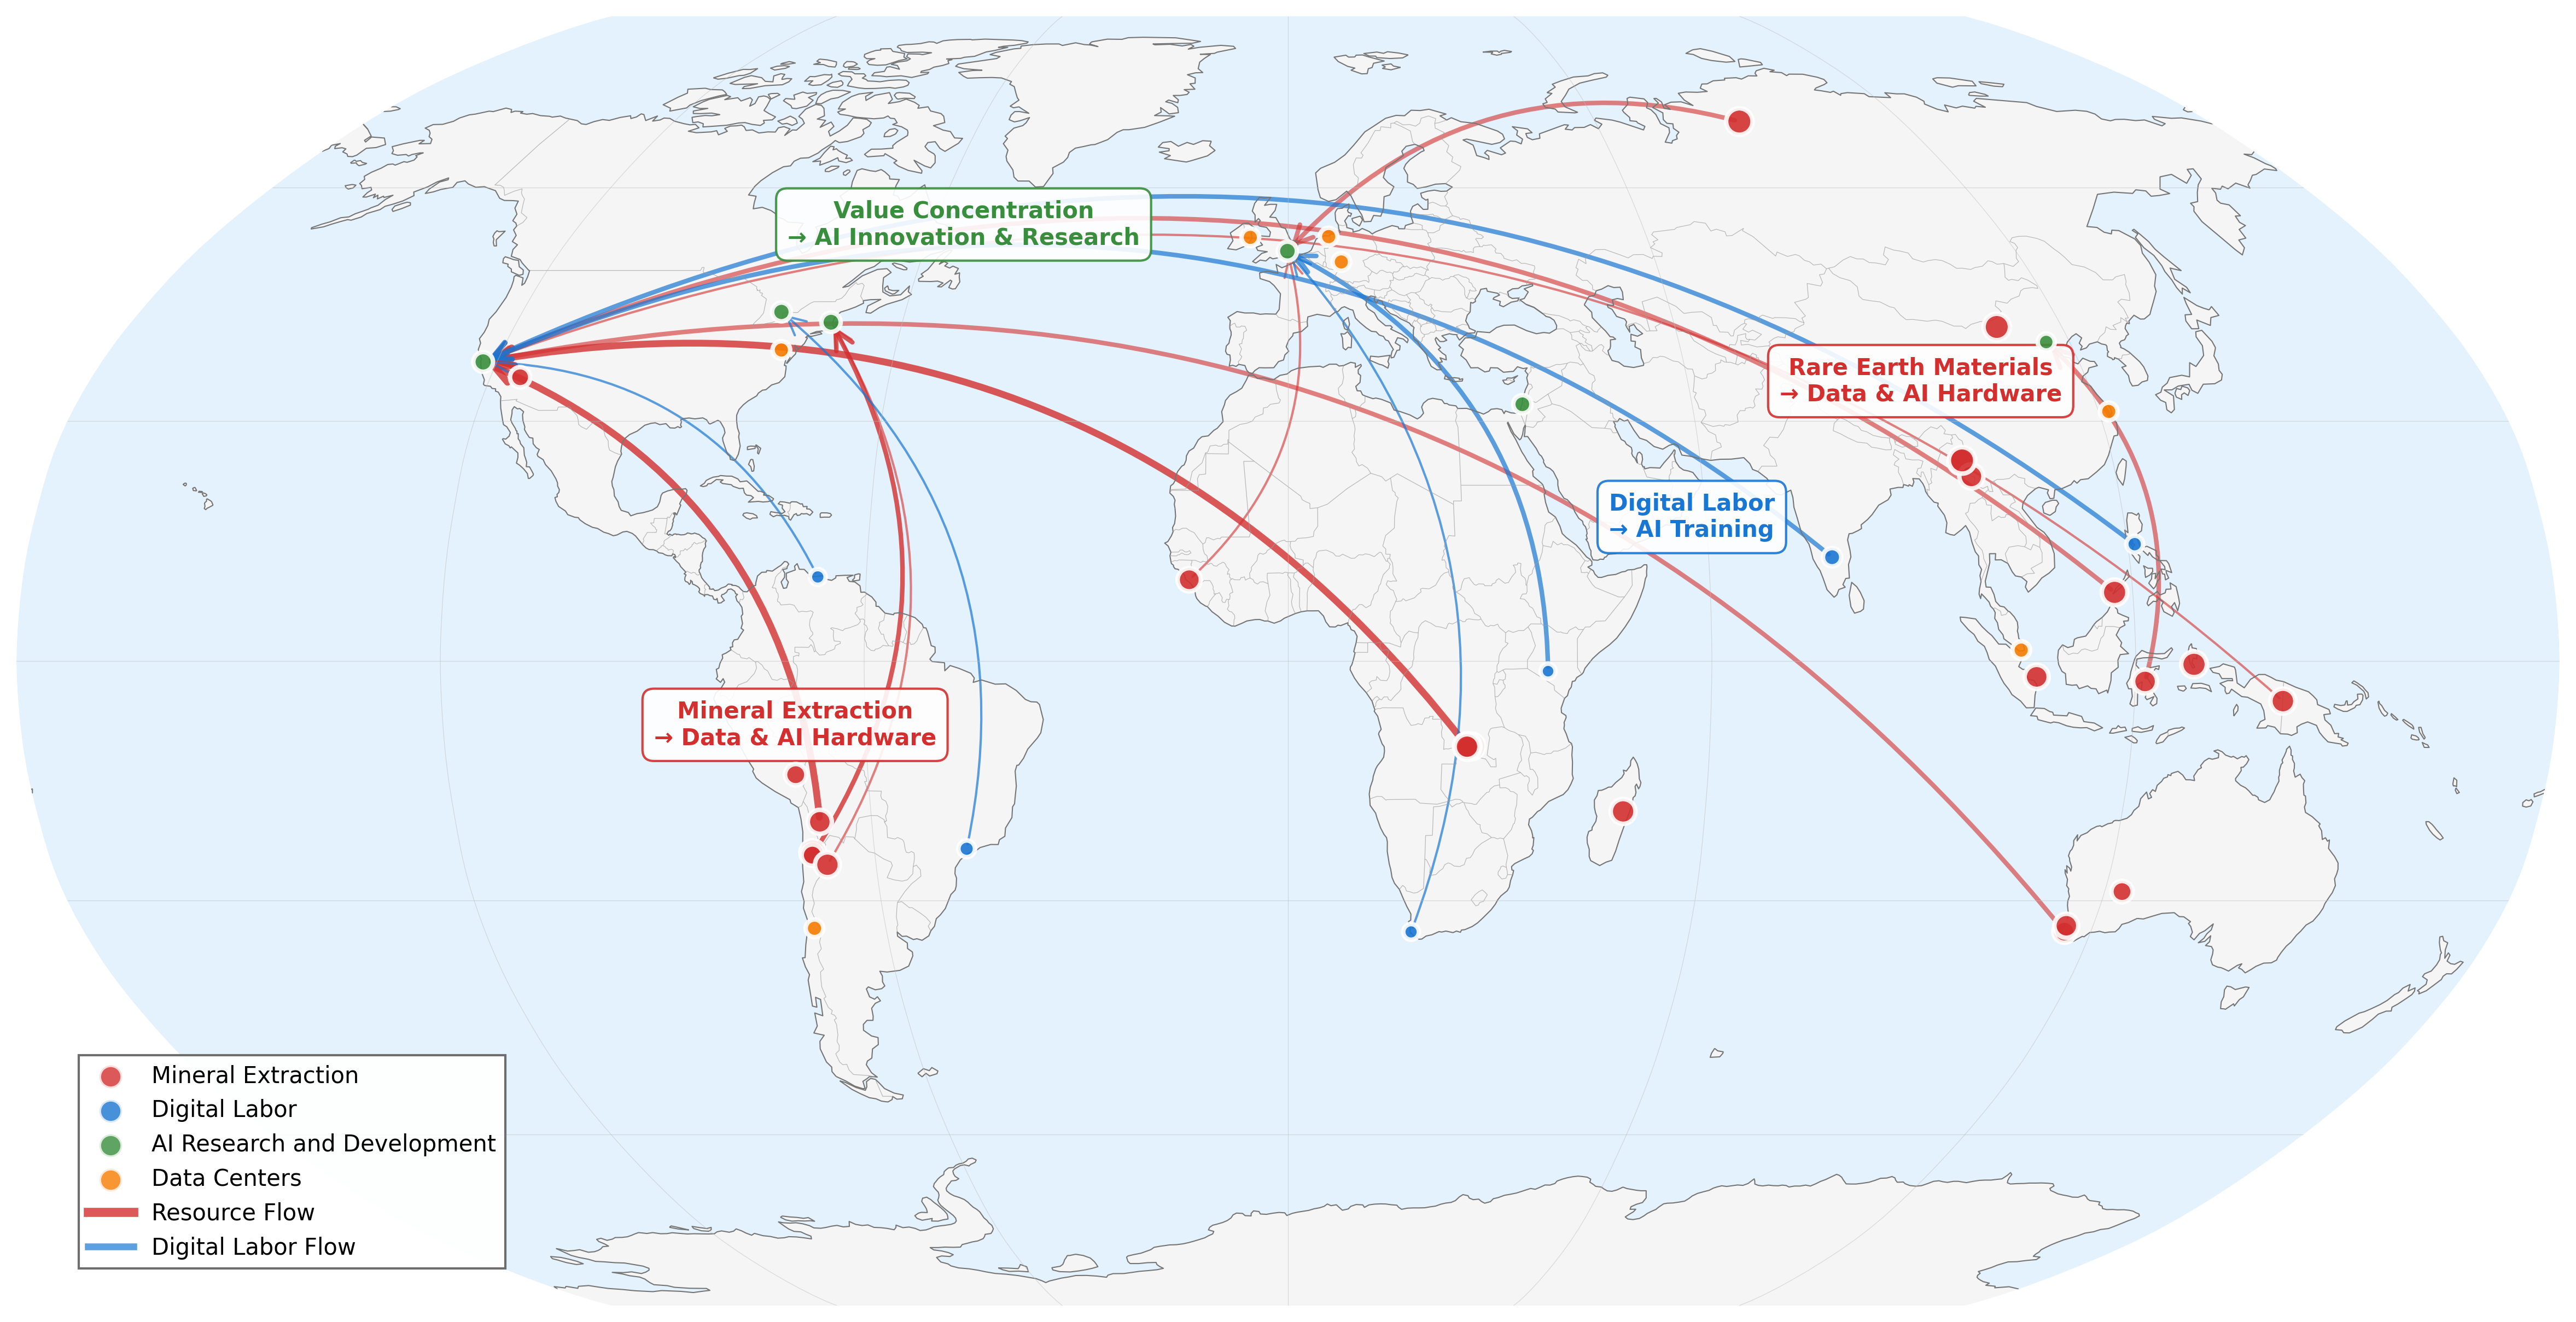 Value Concentration
→ AI Innovation & Research
Rare Earth Materials
→ Data & AI Hardware
Digital Labor
→ AI Training
Mineral Extraction
→ Data & AI Hardware
Mineral Extraction
Digital Labor
AI Research and Development
Data Centers
Resource Flow
Digital Labor Flow